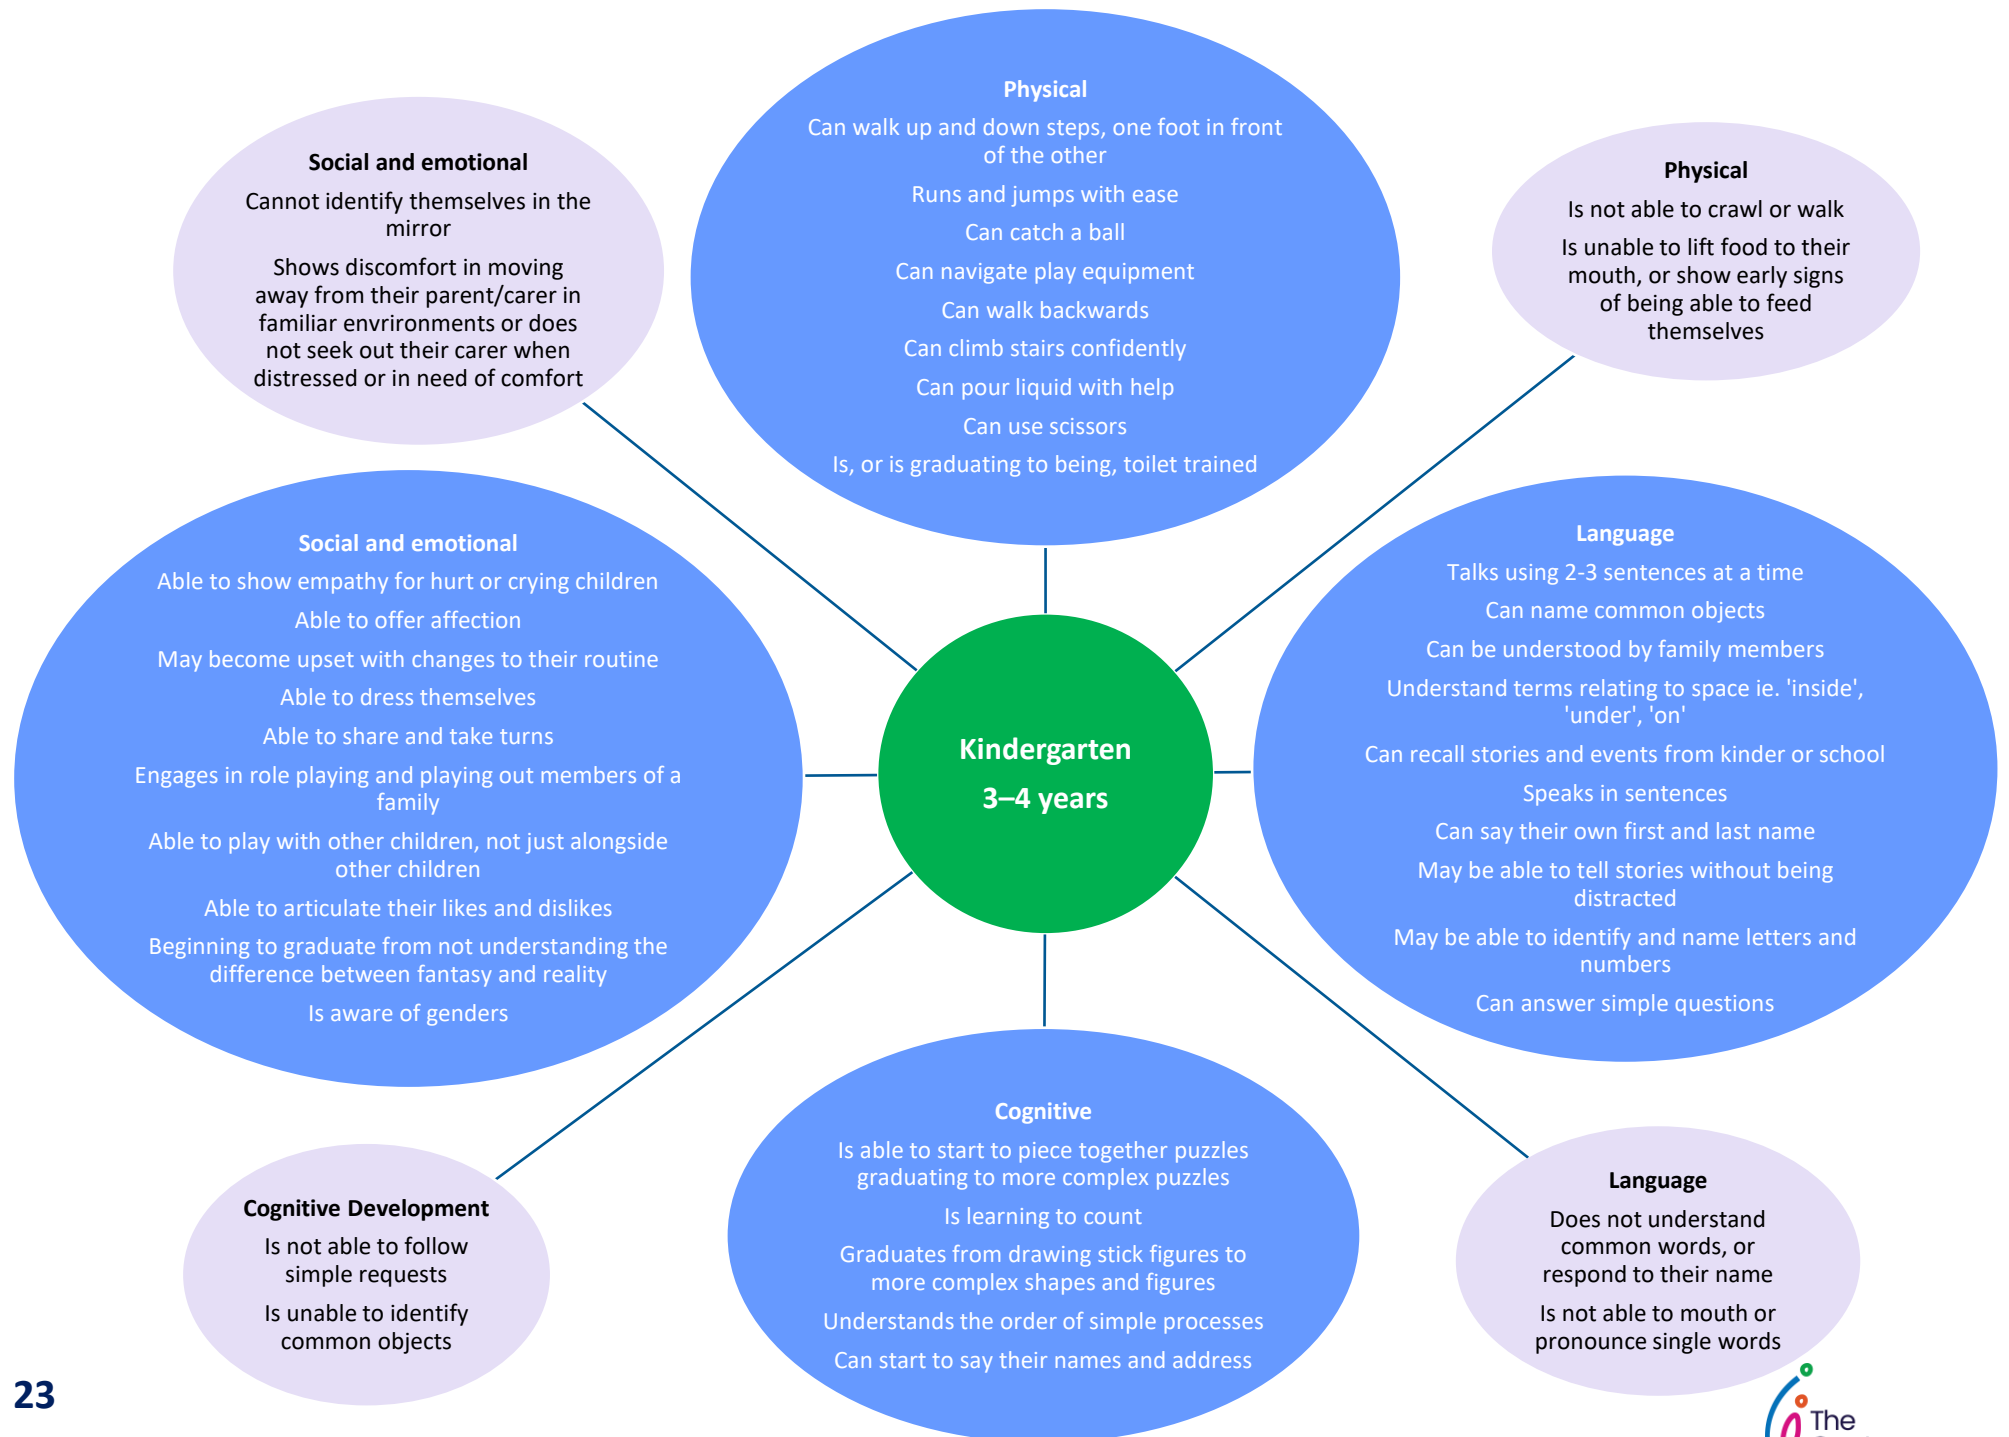 Physical
Can walk up and down steps, one foot in front
of the other
Runs and jumps with ease
Can catch a ball
Can navigate play equipment
Can walk backwards
Can climb stairs confidently
Can pour liquid with help
Can use scissors
Is, or is graduating to being, toilet trained
Social and emotional
Cannot identify themselves in the
mirror
Shows discomfort in moving
away from their parent/carer in
familiar envrironments or does
not seek out their carer when
distressed or in need of comfort
Physical
Is not able to crawl or walk
Is unable to lift food to their
mouth, or show early signs
of being able to feed
themselves
Social and emotional
Able to show empathy for hurt or crying children
Able to offer affection
May become upset with changes to their routine
Able to dress themselves
Able to share and take turns
Engages in role playing and playing out members of a
family
Able to play with other children, not just alongside
other children
Able to articulate their likes and dislikes
Beginning to graduate from not understanding the
difference between fantasy and reality
Is aware of genders
Kindergarten
3–4 years
Language
Talks using 2-3 sentences at a time
Can name common objects
Can be understood by family members
Understand terms relating to space ie. 'inside',
'under', 'on'
Can recall stories and events from kinder or school
Speaks in sentences
Can say their own first and last name
May be able to tell stories without being
distracted
May be able to identify and name letters and
numbers
Can answer simple questions
Cognitive Development
Is not able to follow
simple requests
Is unable to identify
common objects
Cognitive
Is able to start to piece together puzzles
graduating to more complex puzzles
Is learning to count
Graduates from drawing stick figures to
more complex shapes and figures
Understands the order of simple processes
Can start to say their names and address
Language
Does not understand
common words, or
respond to their name
Is not able to mouth or
pronounce single words
23
The